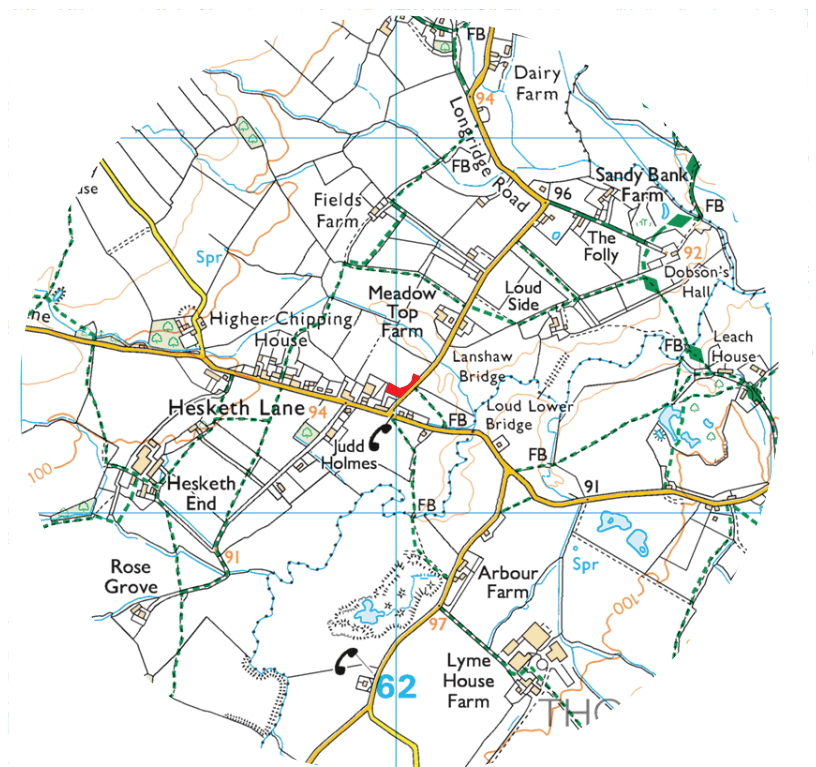 FB
Dairy
Farm
94
Longridge Road
FB
Sandy Bank
Farm
96
FB
Fields
Farm
The
Folly
92
Spr
Dobson's
Hall
Loud
Side
Meadow
Top
Farm
Higher Chipping
House
ne
FB
Leach
House
Lanshaw
Bridge
Hesketh Lane
94
FB
Loud Lower
Bridge
Judd
Holmes
FB
100
Hesketh
End
91
FB
91
Spr
Rose
Grove
Arbour
Farm
100
97
Lyme
House
Farm
62